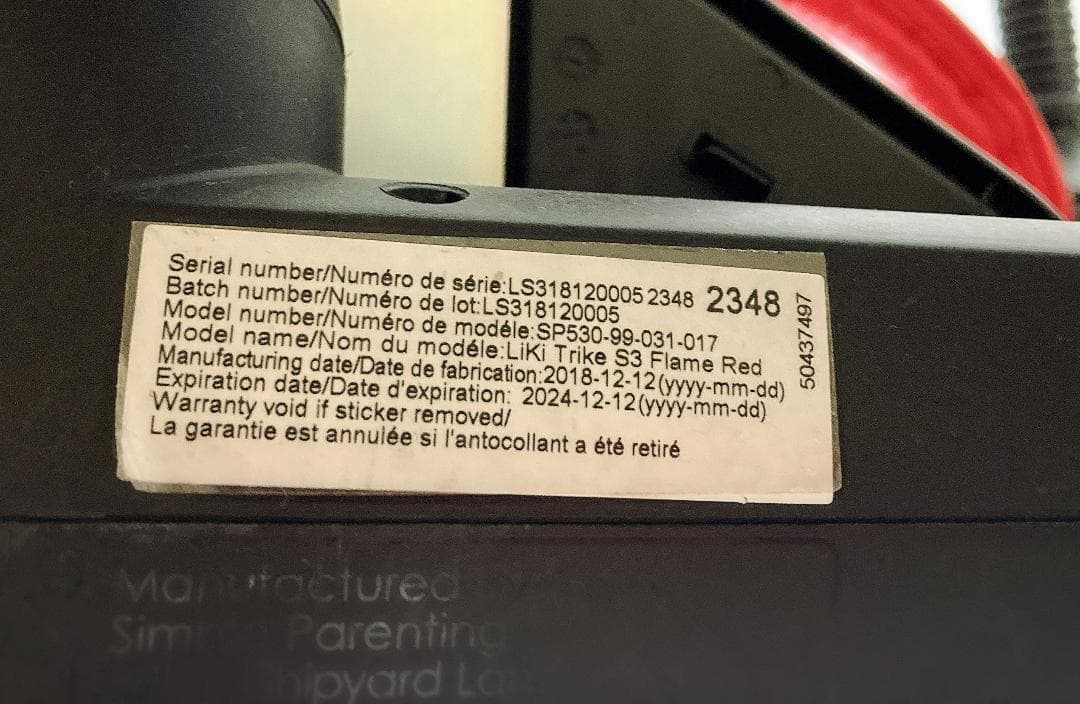 Serial number/Numéro de série:LS318120005 2348 2348
Batch number/Numéro de lot:LS318120005
Model number/Numéro de modéle:SP530-99-031-017
Model name/Nom du modéle:LiKi Trike S3 Flame Red
Manufacturing date/Date de fabrication:2018-12-12(yyyy-mm-dd)
Expiration date/Date d'expiration: 2024-12-12(yyyy-mm-dd)
Warranty void if sticker removed/
La garantie est annulée si l'antocollant a été retiré
50437497
Manufactured
Parenting